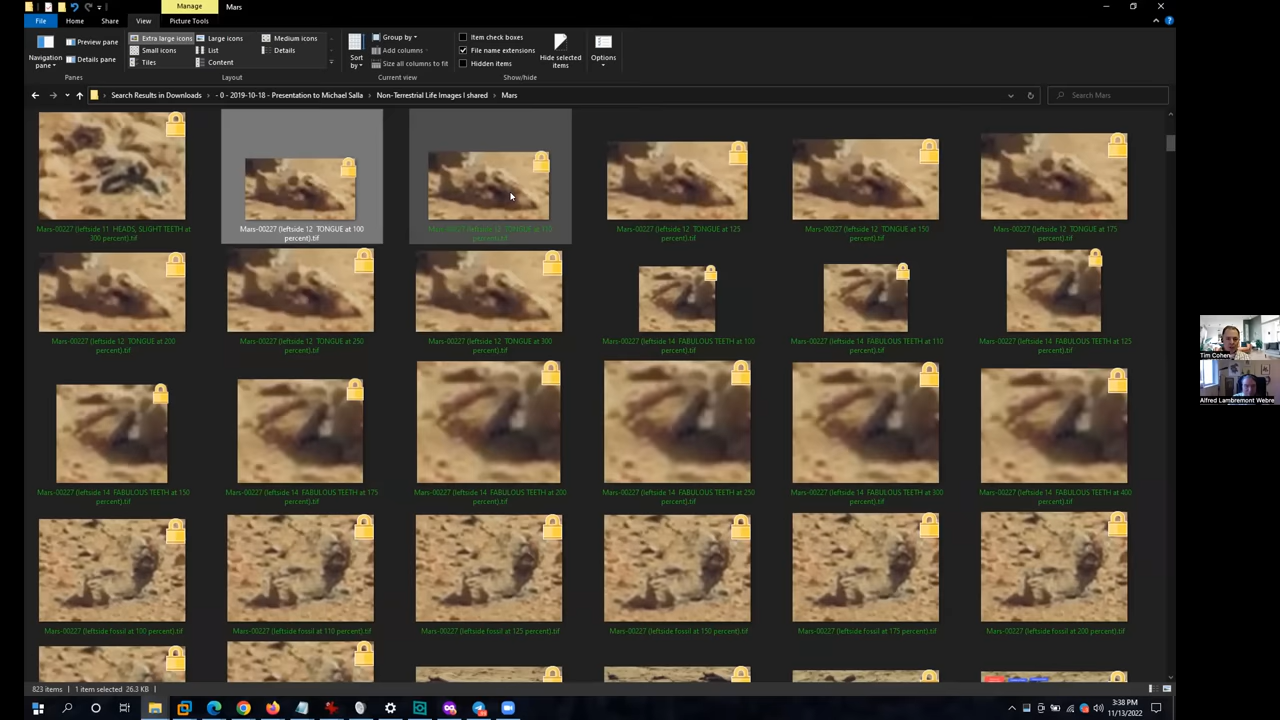 Manage
Mars
File
Home
Share
View
Picture Tools
Navigation pane
Preview pane
Details pane
Panes
Extra large icons
Large icons
Medium icons
Small icons
List
Details
Tiles
Content
Layout
Sort by
Group by
Add columns
Size all columns to fit
Current view
Item check boxes
File name extensions
Hidden items
Hide selected items
Show/hide
Options
Search Results in Downloads > - 0 - 2019-10-18 - Presentation to Michael Salla > Non-Terrestrial Life Images I shared > Mars
Search Mars
Mars-00227 (leftside 11 HEADS, SLIGHT TEETH at
300 percent).tif
Mars-00227 (leftside 12 TONGUE at 100
percent).tif
Mars-00227 (leftside 12 TONGUE at 110
percent).tif
Mars-00227 (leftside 12 TONGUE at 125
percent).tif
Mars-00227 (leftside 12 TONGUE at 150
percent).tif
Mars-00227 (leftside 12 TONGUE at 175
percent).tif
Mars-00227 (leftside 12 TONGUE at 200
percent).tif
Mars-00227 (leftside 12 TONGUE at 250
percent).tif
Mars-00227 (leftside 12 TONGUE at 300
percent).tif
Mars-00227 (leftside 14 FABULOUS TEETH at 100
percent).tif
Mars-00227 (leftside 14 FABULOUS TEETH at 110
percent).tif
Mars-00227 (leftside 14 FABULOUS TEETH at 125
percent).tif
Mars-00227 (leftside 14 FABULOUS TEETH at 150
percent).tif
Mars-00227 (leftside 14 FABULOUS TEETH at 175
percent).tif
Mars-00227 (leftside 14 FABULOUS TEETH at 200
percent).tif
Mars-00227 (leftside 14 FABULOUS TEETH at 250
percent).tif
Mars-00227 (leftside 14 FABULOUS TEETH at 300
percent).tif
Mars-00227 (leftside 14 FABULOUS TEETH at 400
percent).tif
Mars-00227 (leftside fossil at 100 percent).tif
Mars-00227 (leftside fossil at 110 percent).tif
Mars-00227 (leftside fossil at 125 percent).tif
Mars-00227 (leftside fossil at 150 percent).tif
Mars-00227 (leftside fossil at 175 percent).tif
Mars-00227 (leftside fossil at 200 percent).tif
Tim Cohen
Alfred Lambremont Webre
823 items
1 item selected 26.3 KB
3:38 PM
11/13/2022